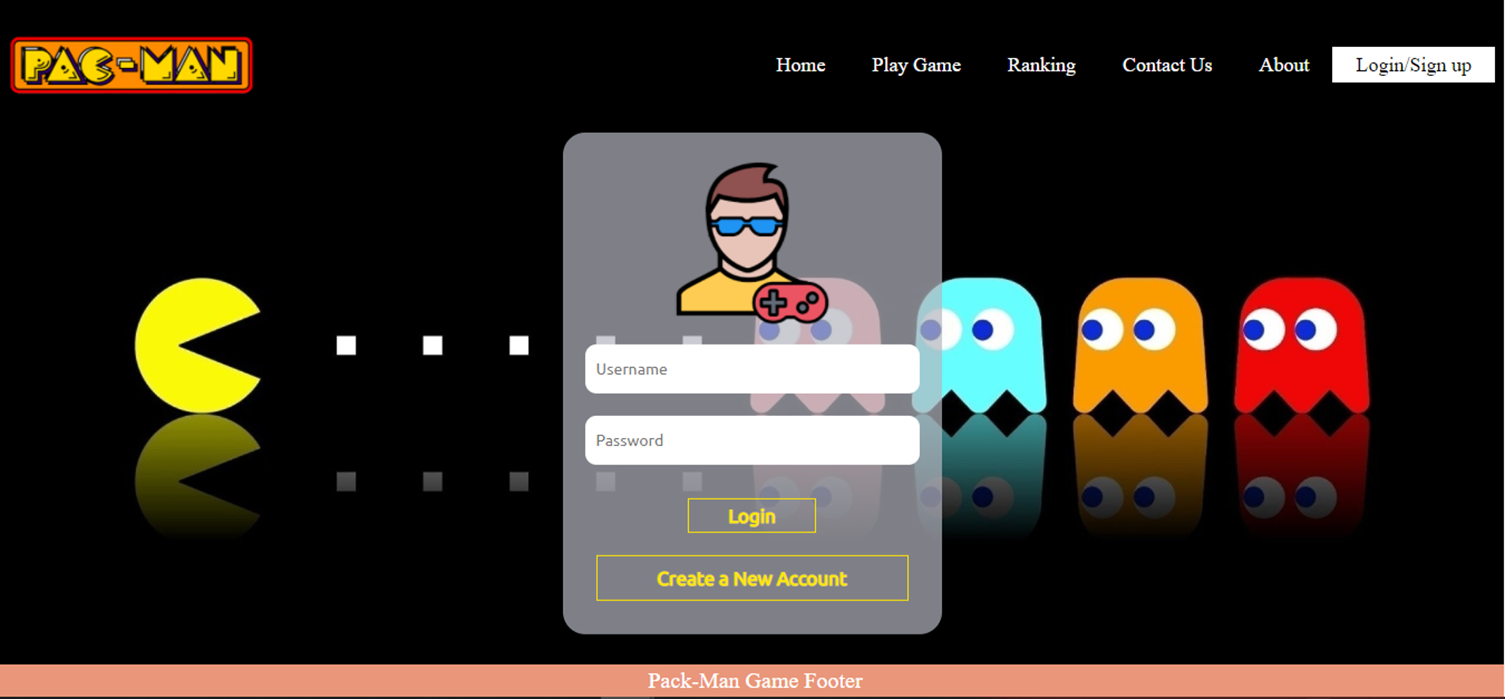 PAC-MAN
Home Play Game Ranking Contact Us About Login/Sign up
Username
Password
Login
Create a New Account
Pack-Man Game Footer